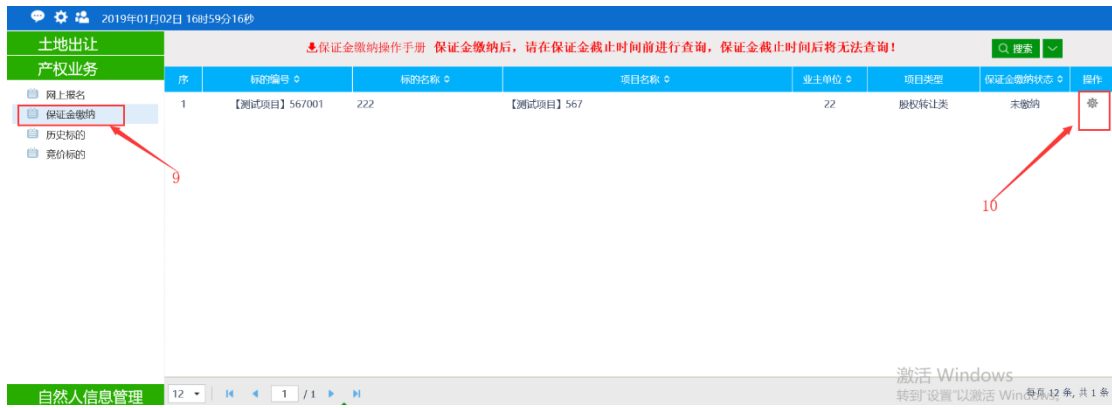 2019年01月02日 16时59分16秒
土地出让
保证金缴纳操作手册 保证金缴纳后，请在保证金截止时间前进行查询，保证金截止时间后将无法查询！
搜索
产权业务
序 标的编号 标的名称 项目名称 业主单位 项目类型 保证金缴纳状态 操作
网上报名
1 【测试项目】567001 222 【测试项目】567 22 股权转让类 未缴纳
保证金缴纳
历史标的
竞价标的
9
10
激活 Windows
自然人信息管理
12 1 / 1
转到"设置"以激活 Windows。
每页 12 条, 共 1 条